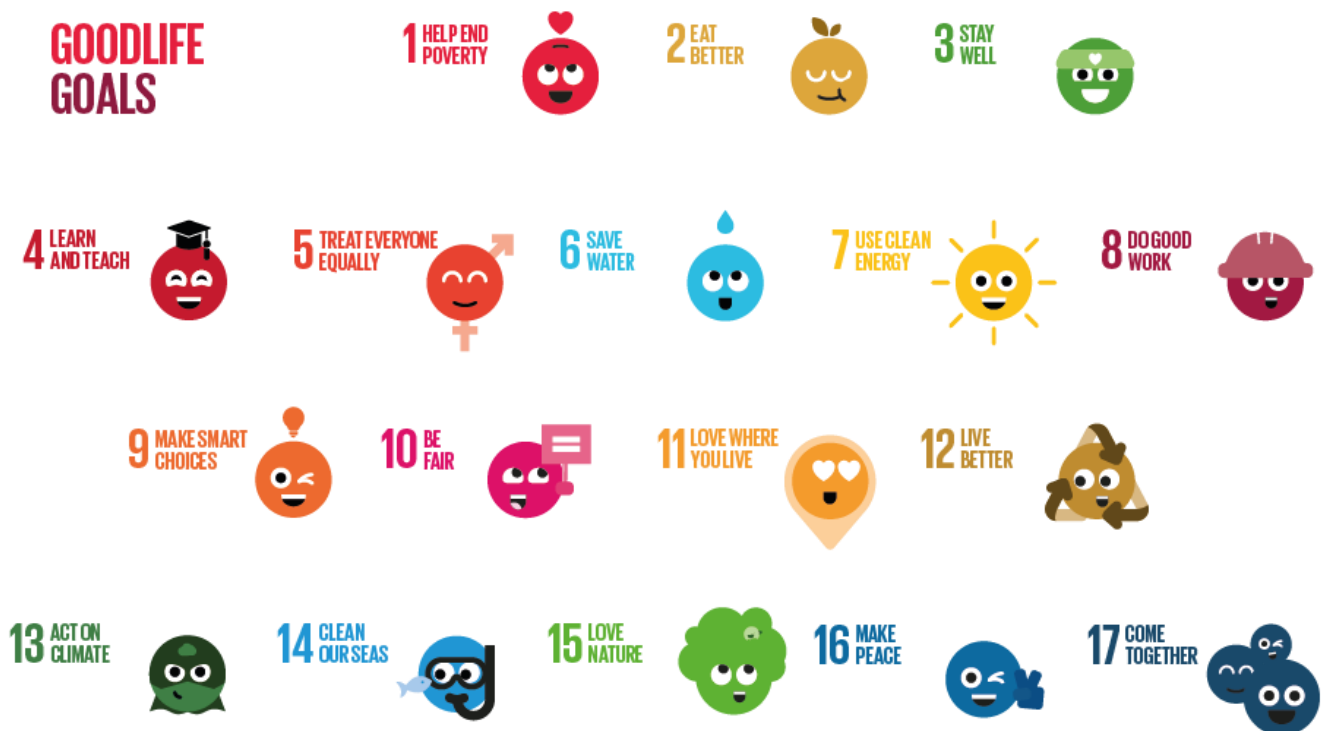 GOODLIFE
GOALS
1 HELP END
POVERTY
2 EAT
BETTER
3 STAY
WELL
4 LEARN
AND TEACH
5 TREAT EVERYONE
EQUALLY
6 SAVE
WATER
7 USE CLEAN
ENERGY
8 DO GOOD
WORK
9 MAKE SMART
CHOICES
10 BE
FAIR
11 LOVE WHERE
YOU LIVE
12 LIVE
BETTER
13 ACT ON
CLIMATE
14 CLEAN
OUR SEAS
15 LOVE
NATURE
16 MAKE
PEACE
17 COME
TOGETHER